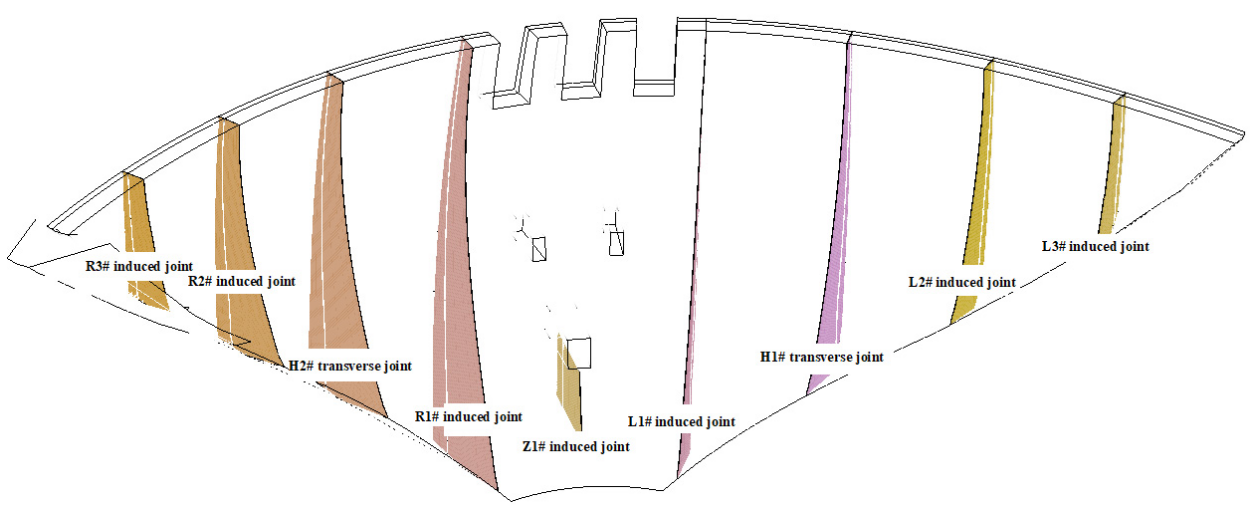 R3# induced joint
R2# induced joint
H2# transverse joint
R1# induced joint
Z1# induced joint
L1# induced joint
H1# transverse joint
L2# induced joint
L3# induced joint